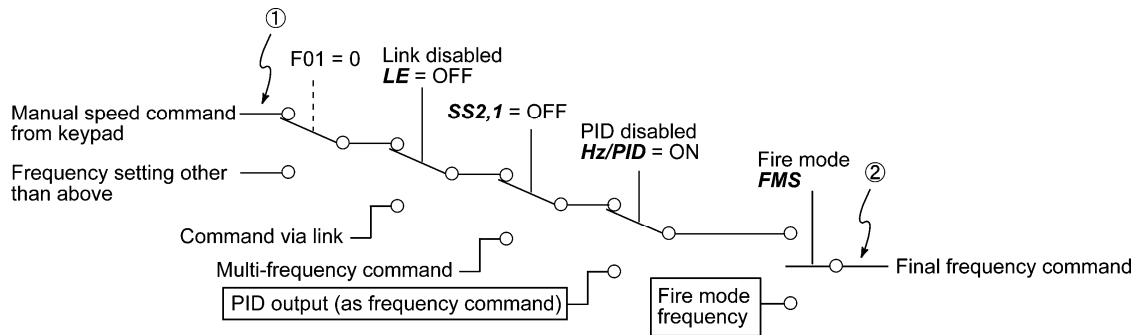 ①
F01 = 0
Link disabled
LE = OFF
SS2,1 = OFF
PID disabled
Hz/PID = ON
Fire mode
FMS
②
Manual speed command
from keypad
Frequency setting other
than above
Command via link
Multi-frequency command
PID output (as frequency command)
Fire mode
frequency
Final frequency command